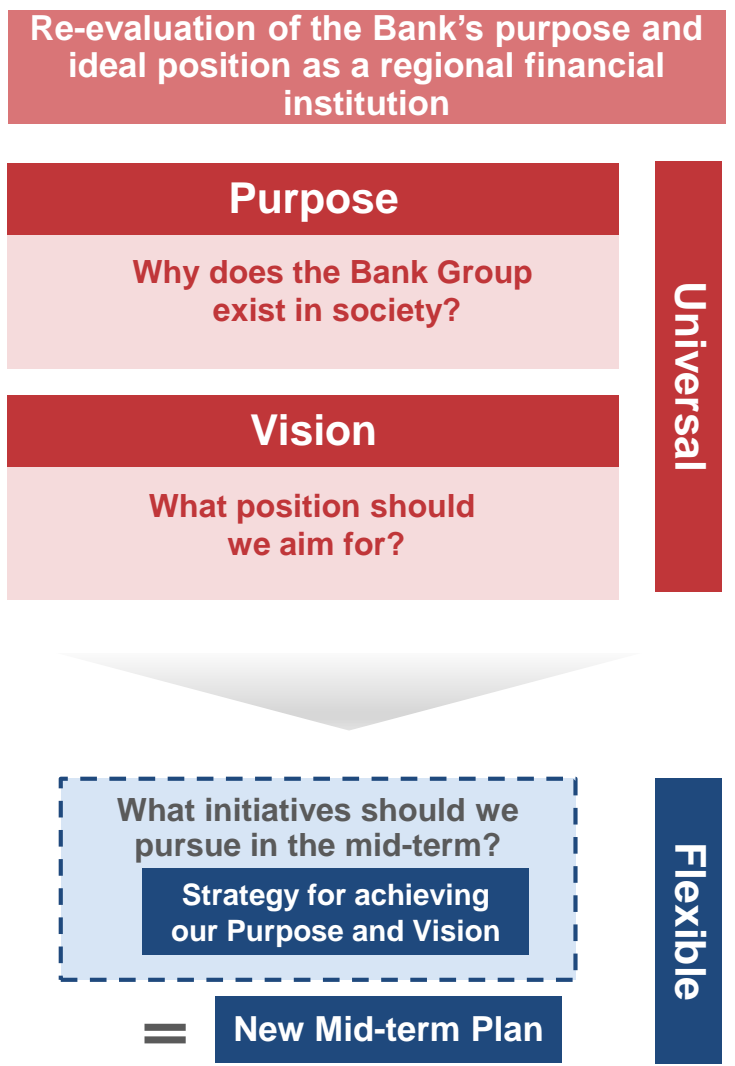 Re-evaluation of the Bank’s purpose and
ideal position as a regional financial
institution
Purpose
Why does the Bank Group
exist in society?
Universal
Vision
What position should
we aim for?
What initiatives should we
pursue in the mid-term?
Strategy for achieving
our Purpose and Vision
Flexible
= New Mid-term Plan